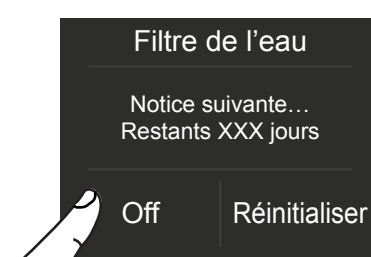 Filtre de l’eau
Notice suivante…
Restants XXX jours
Off
Réinitialiser